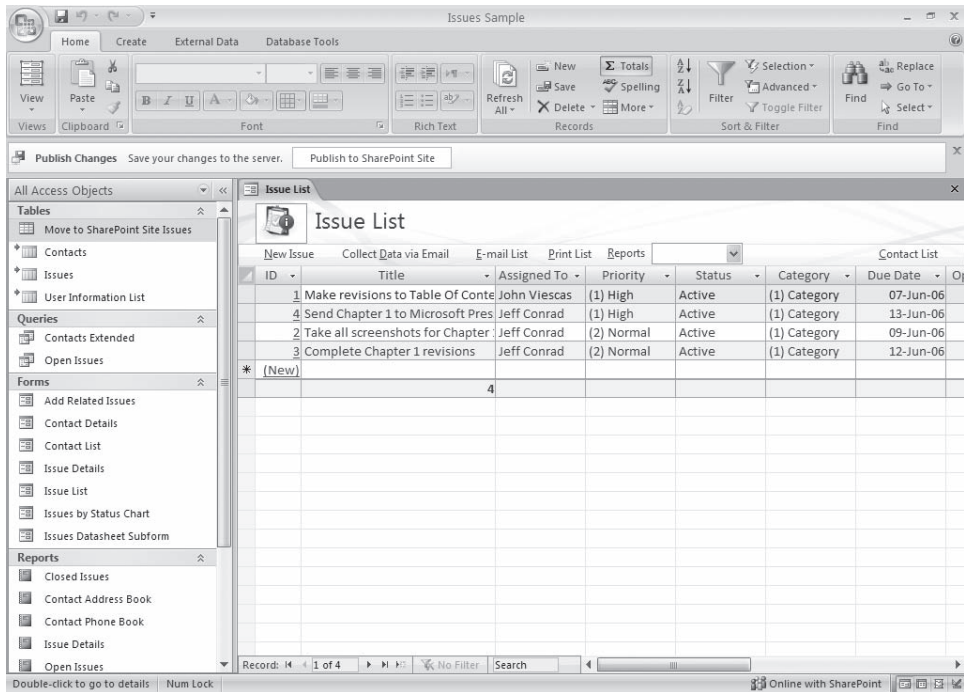 Issues Sample
Home Create External Data Database Tools
View Paste B I U A Refresh All New Save Delete Σ Totals Spelling More Filter Selection Advanced Toggle Filter Find Replace Go To Select
Views Clipboard Font Rich Text Records Sort & Filter Find
Publish Changes Save your changes to the server. Publish to SharePoint Site
All Access Objects Issue List
Tables
Move to SharePoint Site Issues
Contacts
Issues
User Information List
Queries
Contacts Extended
Open Issues
Forms
Add Related Issues
Contact Details
Contact List
Issue Details
Issue List
Issues by Status Chart
Issues Datasheet Subform
Reports
Closed Issues
Contact Address Book
Contact Phone Book
Issue Details
Open Issues
Issue List
New Issue Collect Data via Email E-mail List Print List Reports Contact List
ID Title Assigned To Priority Status Category Due Date Op
1 Make revisions to Table Of Conte John Viescas (1) High Active (1) Category 07-Jun-06
4 Send Chapter 1 to Microsoft Pres Jeff Conrad (1) High Active (1) Category 13-Jun-06
2 Take all screenshots for Chapter Jeff Conrad (2) Normal Active (1) Category 09-Jun-06
3 Complete Chapter 1 revisions Jeff Conrad (2) Normal Active (1) Category 12-Jun-06
* (New)
4
Record: 1 of 4 No Filter Search
Double-click to go to details Num Lock Online with SharePoint